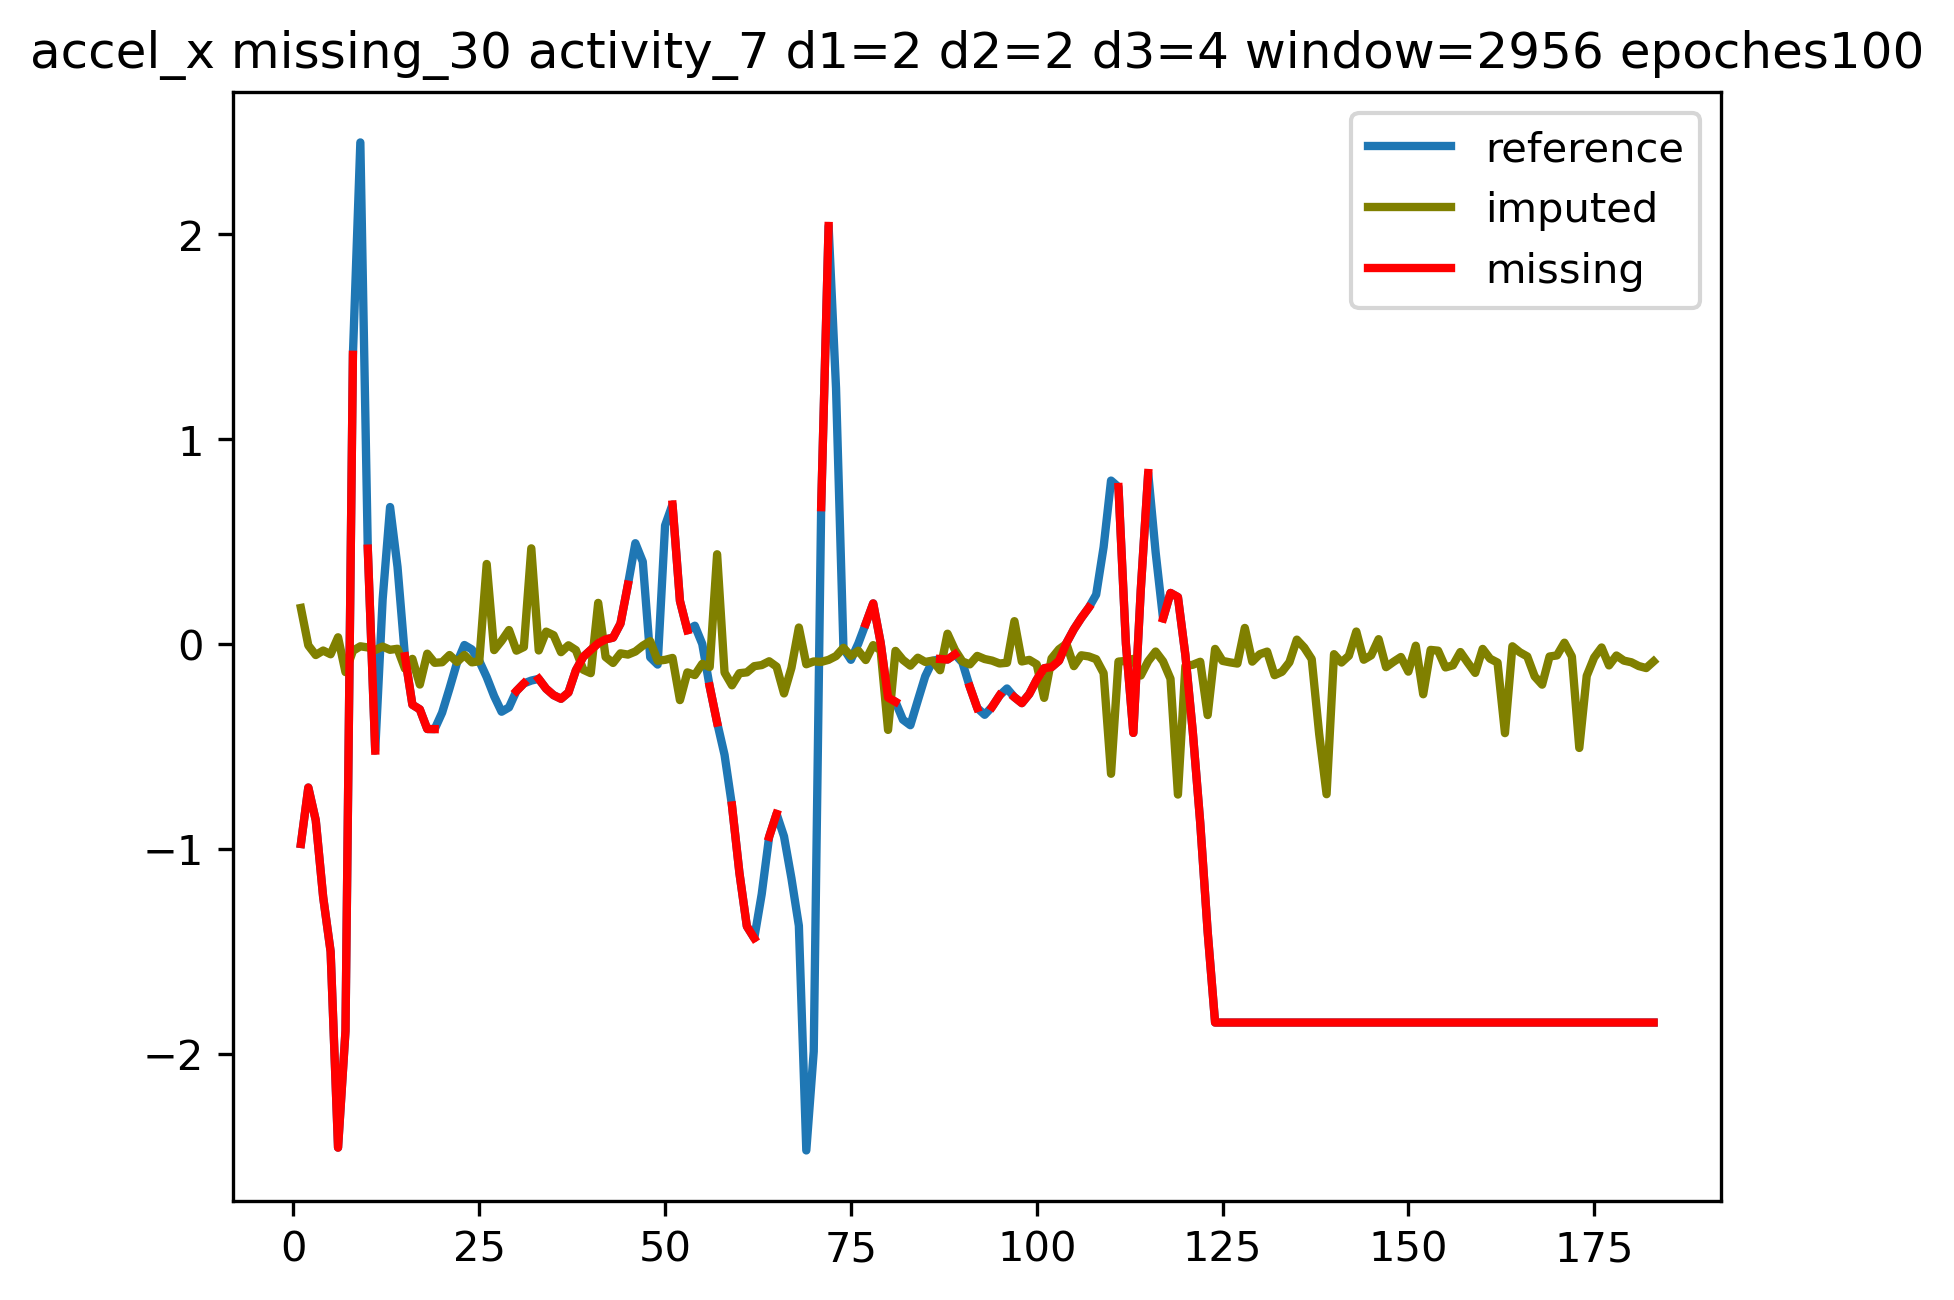 accel_x missing_30 activity_7 d1=2 d2=2 d3=4 window=2956 epoches100
reference
imputed
missing
2
1
0
−1
−2
0 25 50 75 100 125 150 175